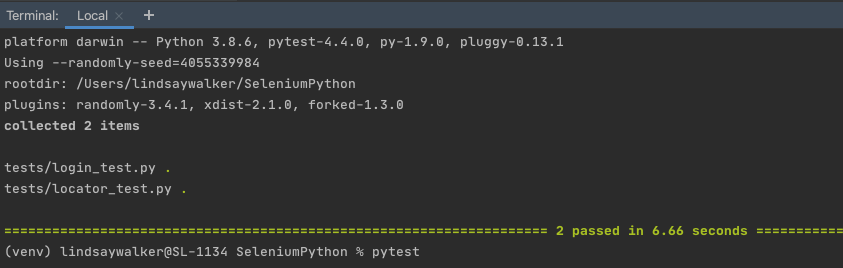 Terminal: Local × +
platform darwin -- Python 3.8.6, pytest-4.4.0, py-1.9.0, pluggy-0.13.1
Using --randomly-seed=4055339984
rootdir: /Users/lindsaywalker/SeleniumPython
plugins: randomly-3.4.1, xdist-2.1.0, forked-1.3.0
collected 2 items
tests/login_test.py .
tests/locator_test.py .
==================================================================== 2 passed in 6.66 seconds ===========
(venv) lindsaywalker@SL-1134 SeleniumPython % pytest